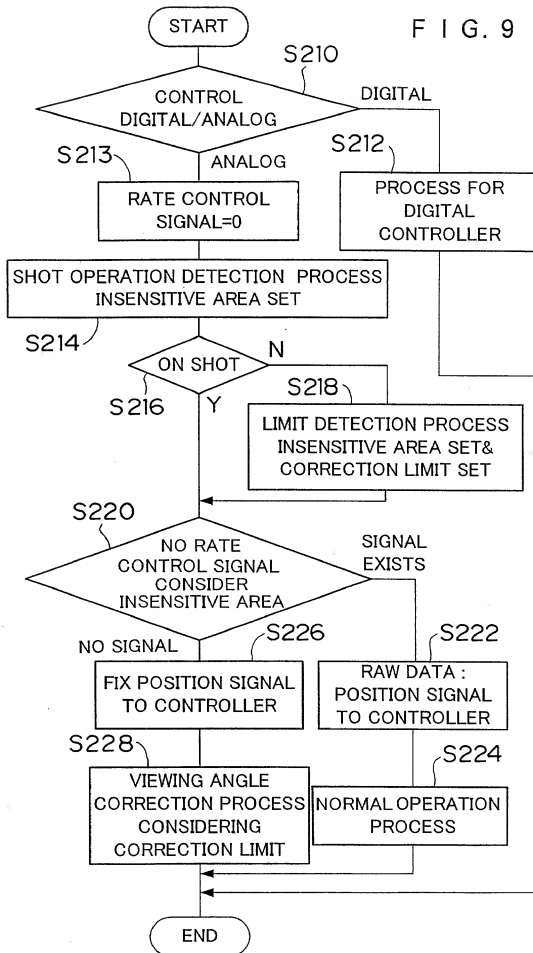 START
F I G. 9
S210
CONTROL
DIGITAL/ANALOG
DIGITAL
S213
ANALOG
S212
RATE CONTROL
SIGNAL=0
PROCESS FOR
DIGITAL
CONTROLLER
SHOT OPERATION DETECTION PROCESS
INSENSITIVE AREA SET
S214
ON SHOT
N
S216
Y
S218
LIMIT DETECTION PROCESS
INSENSITIVE AREA SET&
CORRECTION LIMIT SET
S220
NO RATE
CONTROL SIGNAL
CONSIDER
INSENSITIVE AREA
SIGNAL
EXISTS
NO SIGNAL
S226
S222
FIX POSITION SIGNAL
TO CONTROLLER
RAW DATA :
POSITION SIGNAL
TO CONTROLLER
S228
S224
VIEWING ANGLE
CORRECTION PROCESS
CONSIDERING
CORRECTION LIMIT
NORMAL OPERATION
PROCESS
END